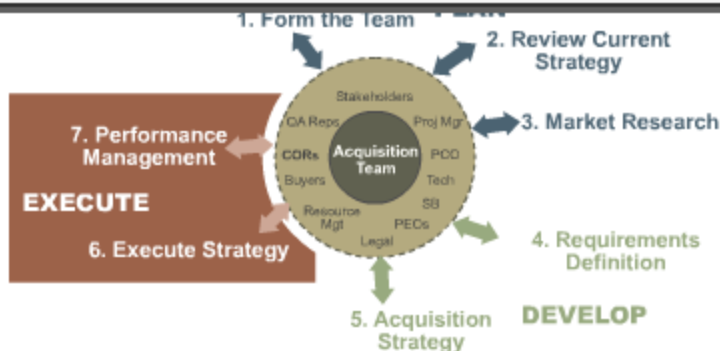 PLAN
1. Form the Team
2. Review Current
Strategy
3. Market Research
4. Requirements
Definition
DEVELOP
5. Acquisition
Strategy
6. Execute Strategy
EXECUTE
7. Performance
Management
Acquisition
Team
Stakeholders
QA Reps
Proj Mgr
CORs
PCO
Buyers
Tech
SB
Resource
Mgt
PEOs
Legal